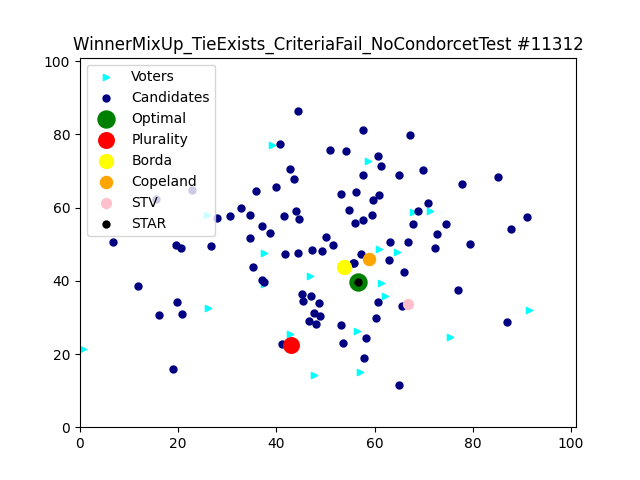 WinnerMixUp_TieExists_CriteriaFail_NoCondorcetTest #11312
100
80
60
40
20
0
Voters
Candidates
Optimal
Plurality
Borda
Copeland
STV
STAR
0 20 40 60 80 100